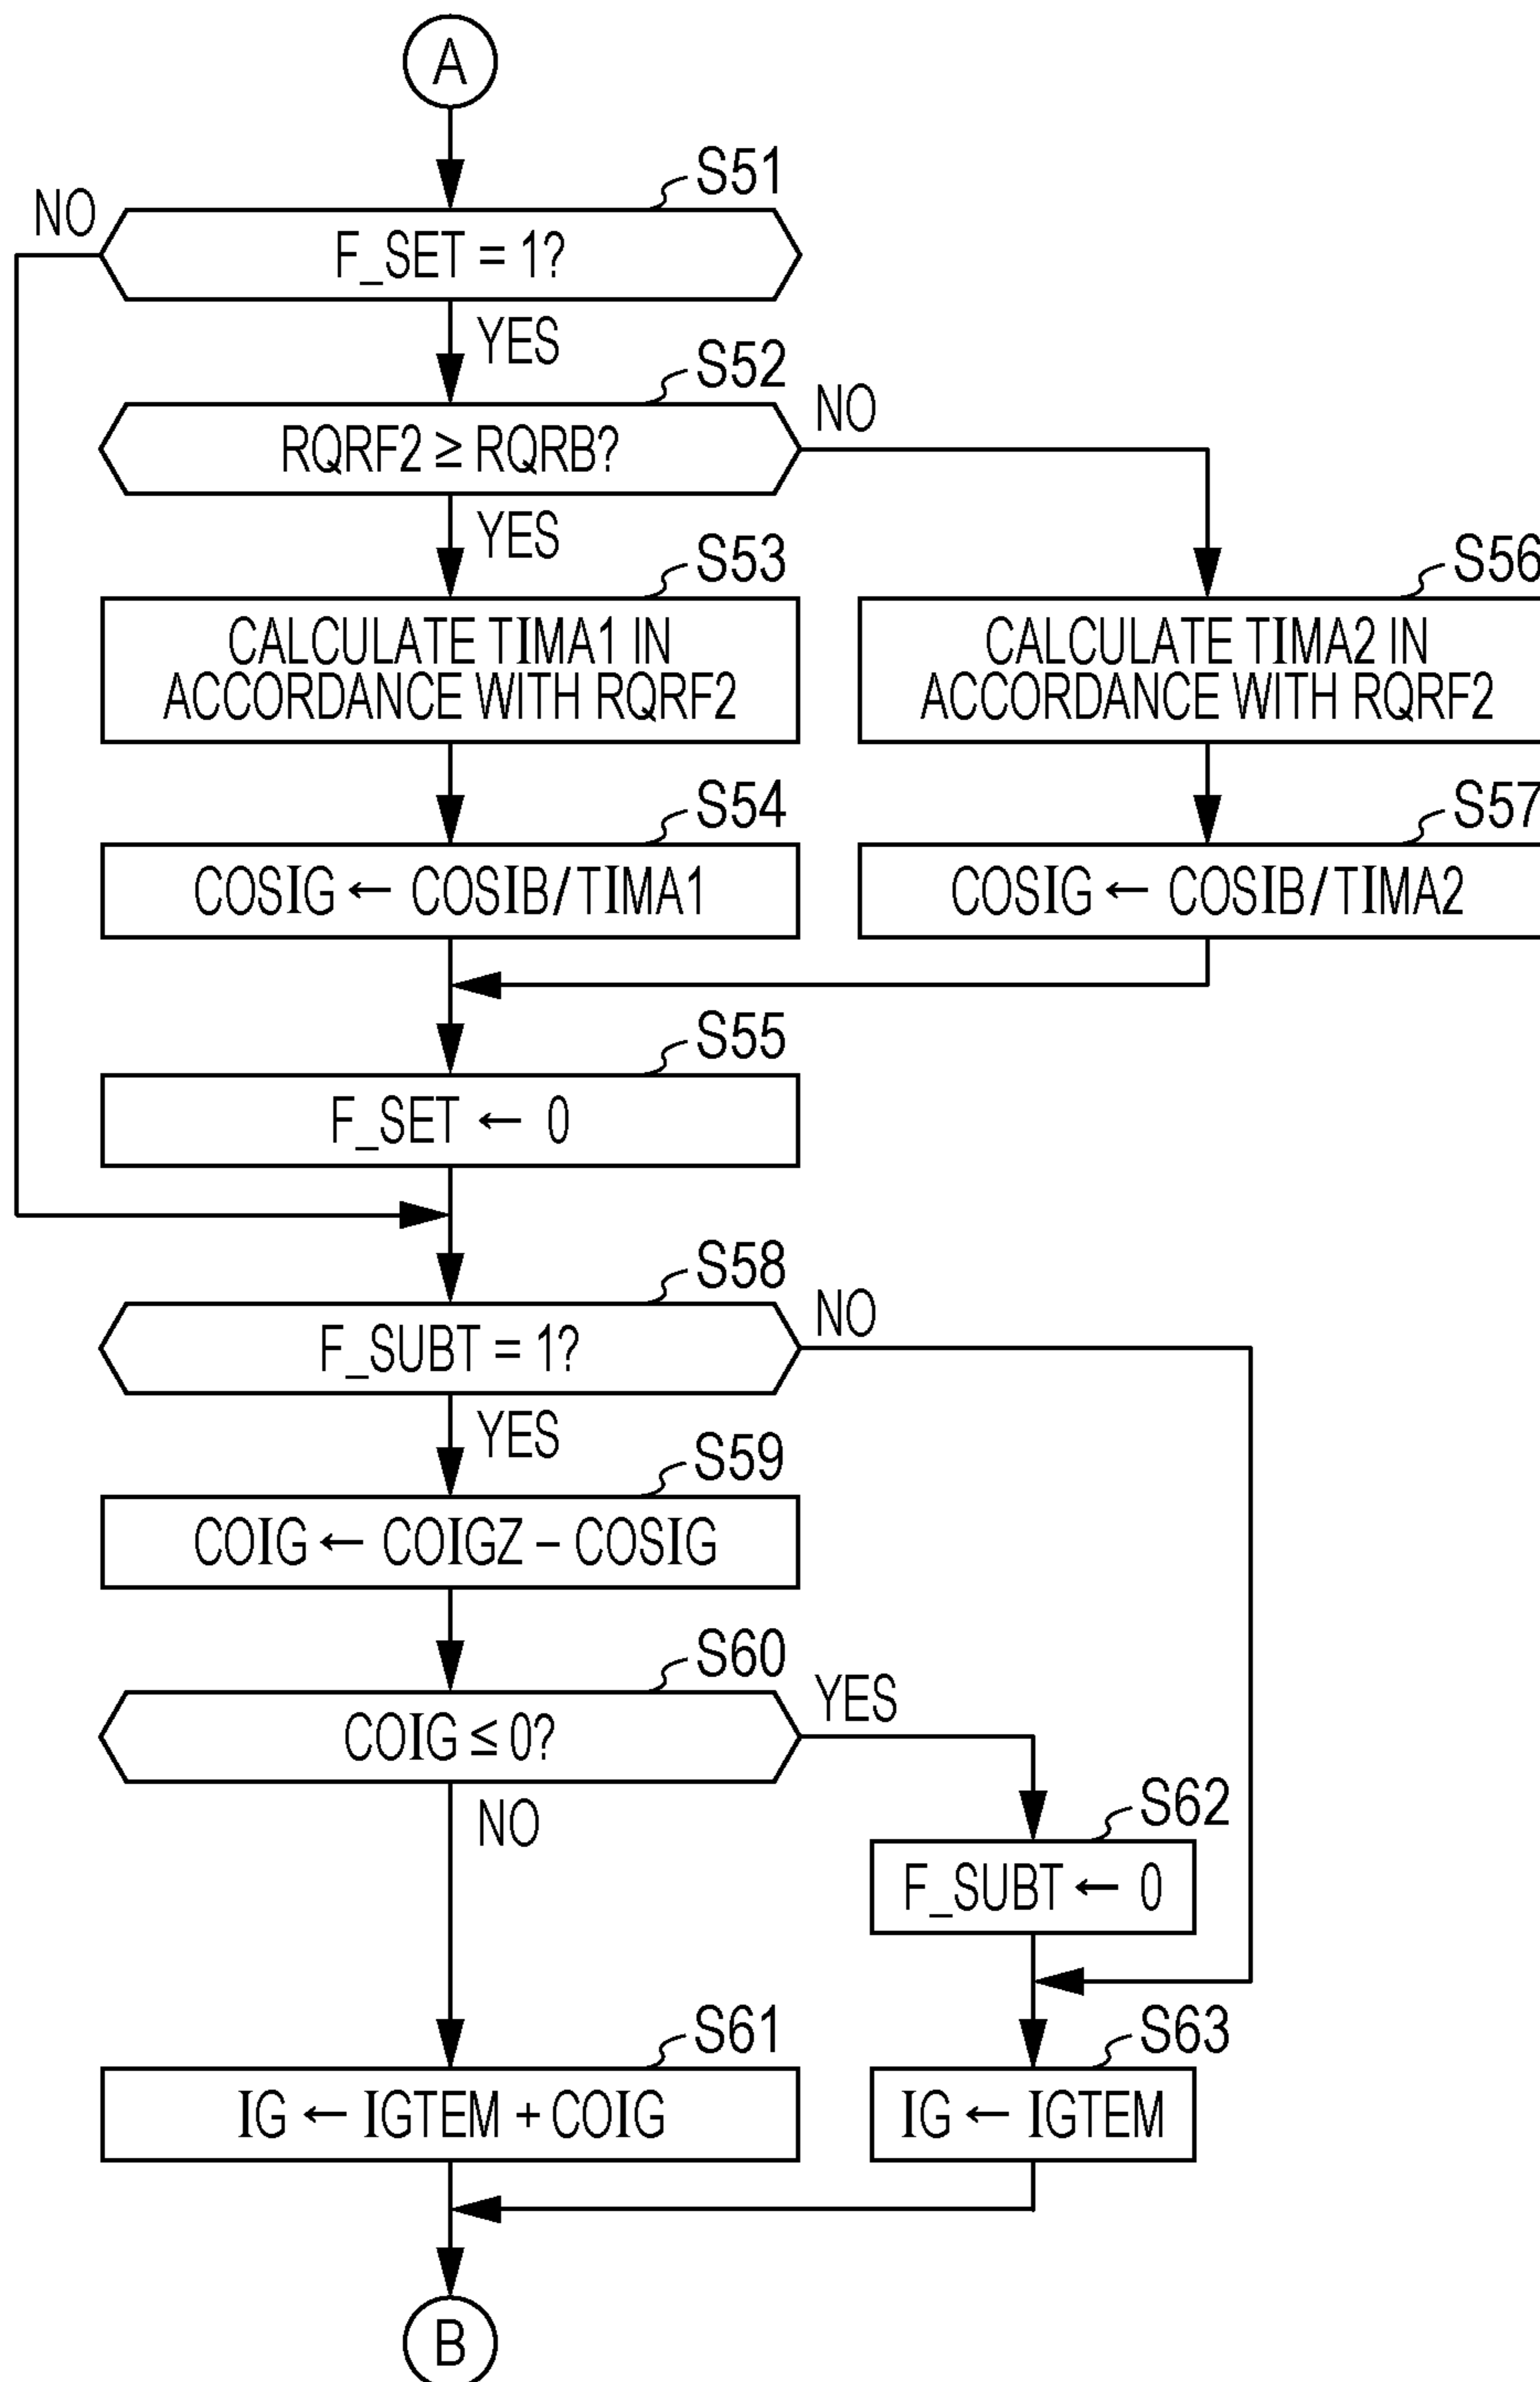 A
S51
NO
F_SET = 1?
YES
S52
NO
RQRF2 ≥ RQRB?
YES
S53
S56
CALCULATE TIMA1 IN
ACCORDANCE WITH RQRF2
CALCULATE TIMA2 IN
ACCORDANCE WITH RQRF2
S54
S57
COSIG ← COSIB/TIMA1
COSIG ← COSIB/TIMA2
S55
F_SET ← 0
S58
NO
F_SUBT = 1?
YES
S59
COIG ← COIGZ – COSIG
S60
YES
COIG ≤ 0?
NO
S62
F_SUBT ← 0
S61
S63
IG ← IGTEM + COIG
IG ← IGTEM
B